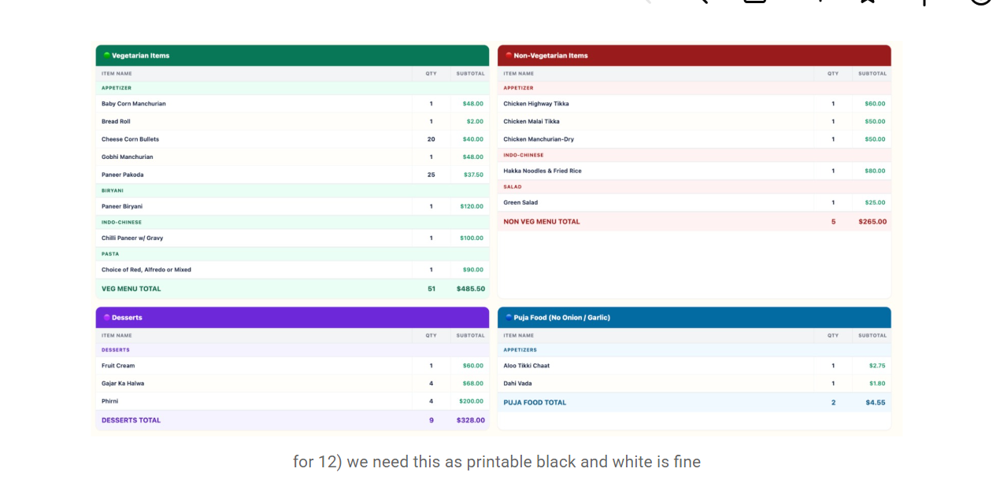 Vegetarian Items
ITEM NAME QTY SUBTOTAL
APPETIZER
Baby Corn Manchurian 1 $48.00
Bread Roll 1 $2.00
Cheese Corn Bullets 20 $40.00
Gobhi Manchurian 1 $48.00
Paneer Pakoda 25 $37.50
BIRYANI
Paneer Biryani 1 $120.00
INDO-CHINESE
Chilli Paneer w/ Gravy 1 $100.00
PASTA
Choice of Red, Alfredo or Mixed 1 $90.00
VEG MENU TOTAL 51 $485.50
Non-Vegetarian Items
ITEM NAME QTY SUBTOTAL
APPETIZER
Chicken Highway Tikka 1 $60.00
Chicken Malai Tikka 1 $50.00
Chicken Manchurian-Dry 1 $50.00
INDO-CHINESE
Hakka Noodles & Fried Rice 1 $80.00
SALAD
Green Salad 1 $25.00
NON VEG MENU TOTAL 5 $265.00
Desserts
ITEM NAME QTY SUBTOTAL
DESSERTS
Fruit Cream 1 $60.00
Gajar Ka Halwa 4 $68.00
Phirni 4 $200.00
DESSERTS TOTAL 9 $328.00
Puja Food (No Onion / Garlic)
ITEM NAME QTY SUBTOTAL
APPETIZERS
Aloo Tikki Chaat 1 $2.75
Dahi Vada 1 $1.80
PUJA FOOD TOTAL 2 $4.55
for 12) we need this as printable black and white is fine